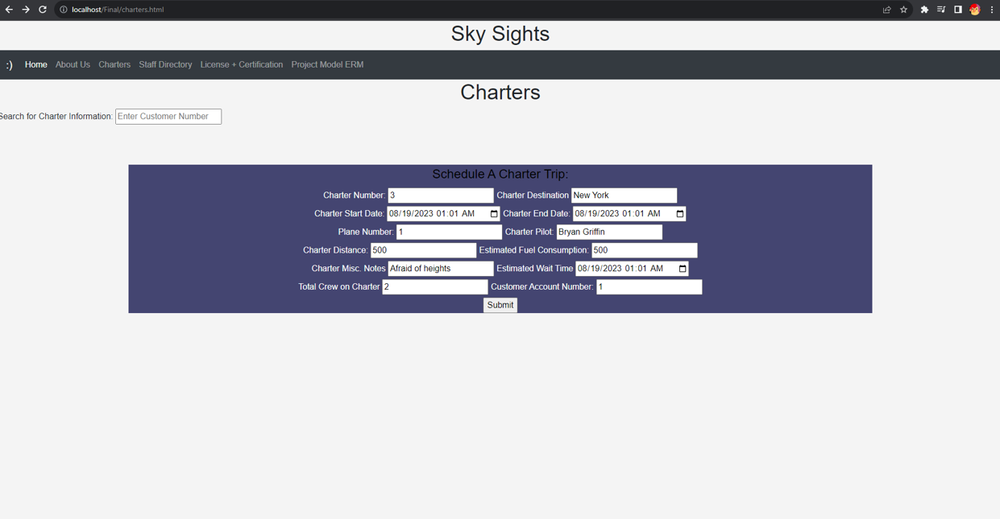 localhost/Final/charters.html
Sky Sights
:) Home About Us Charters Staff Directory License + Certification Project Model ERM
Charters
Search for Charter Information: Enter Customer Number
Schedule A Charter Trip:
Charter Number: 3 Charter Destination New York
Charter Start Date: 08/19/2023 01:01 AM Charter End Date: 08/19/2023 01:01 AM
Plane Number: 1 Charter Pilot: Bryan Griffin
Charter Distance: 500 Estimated Fuel Consumption: 500
Charter Misc. Notes Afraid of heights Estimated Wait Time 08/19/2023 01:01 AM
Total Crew on Charter 2 Customer Account Number: 1
Submit